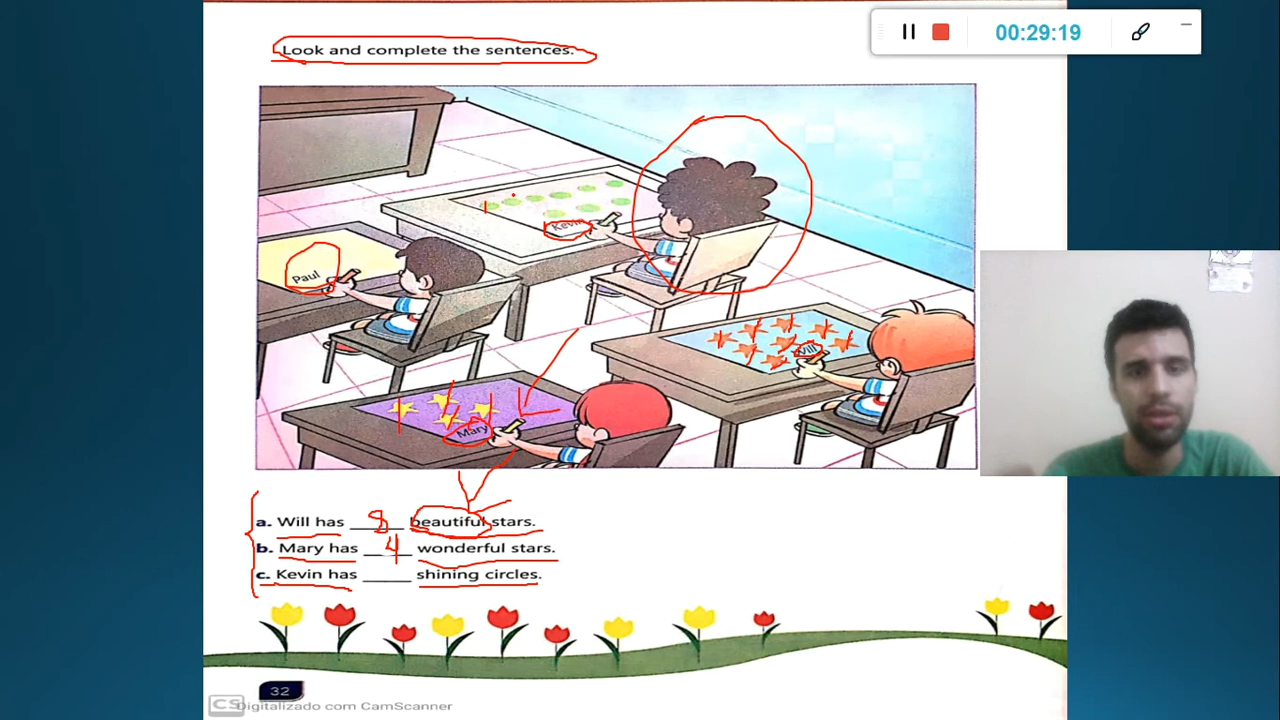 00:29:19
Look and complete the sentences.
Kevin
Paul
Will
Mary
a. Will has 8 beautiful stars.
b. Mary has 4 wonderful stars.
c. Kevin has ____ shining circles.
32
CS Digitalizado com CamScanner